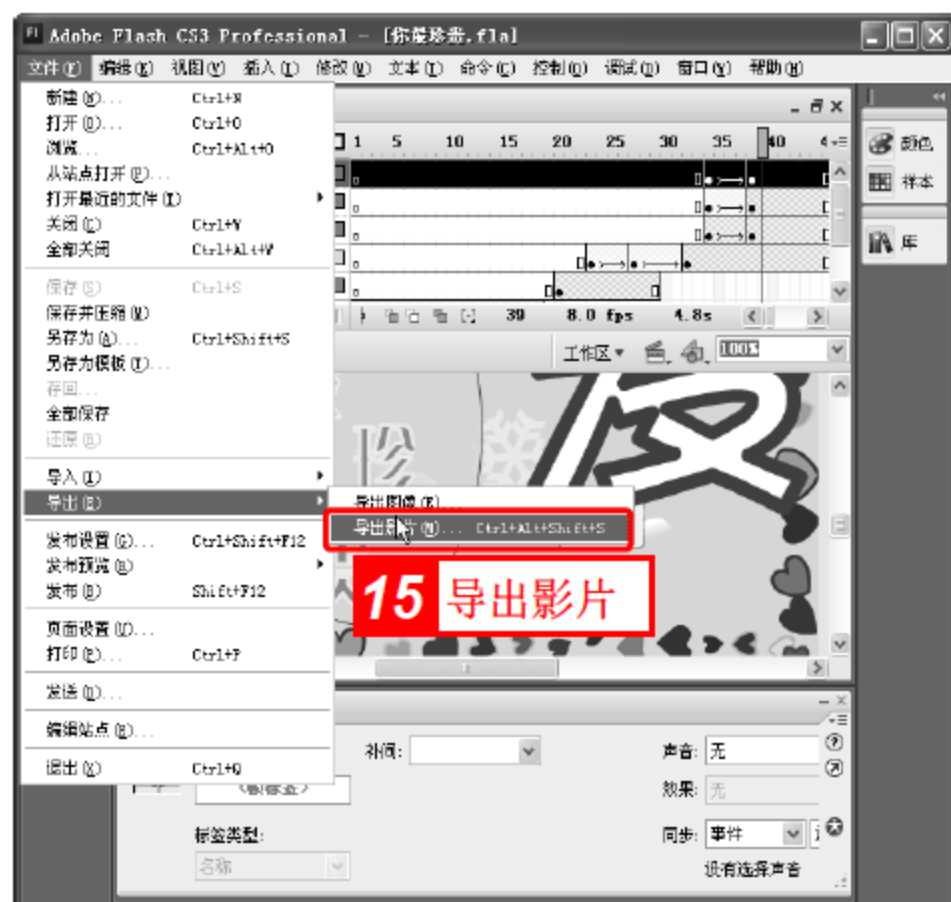 Adobe Flash CS3 Professional - [你最珍贵.fla]
文件(F) 编辑(E) 视图(V) 插入(I) 修改(M) 文本(T) 命令(C) 控制(O) 调试(D) 窗口(W) 帮助(H)
新建(N)... Ctrl+N
打开(O)... Ctrl+O
浏览... Ctrl+Alt+O
从站点打开(P)...
打开最近的文件(T)
关闭(C) Ctrl+W
全部关闭 Ctrl+Alt+W
保存(S) Ctrl+S
保存并压缩(M)
另存为(A)... Ctrl+Shift+S
另存为模板(T)...
存回...
全部保存
还原(R)
导入(I)
导出(E)
发布设置(G)... Ctrl+Shift+F12
发布预览(R)
发布(B) Shift+F12
页面设置(U)...
打印(P)... Ctrl+P
发送(D)...
编辑站点(E)...
退出(X) Ctrl+Q
1 5 10 15 20 25 30 35 40
39 8.0 fps 4.8s
工作区 100%
珍
导出图像(E)...
导出影片(M)... Ctrl+Alt+Shift+S
15 导出影片
颜色
样本
库
补间:
声音: 无
效果: 无
<帧标签>
标签类型:
名称
同步: 事件
没有选择声音